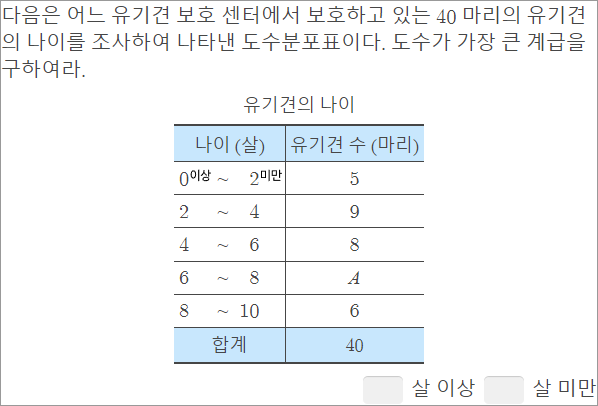 다음은 어느 유기견 보호 센터에서 보호하고 있는 40 마리의 유기견
의 나이를 조사하여 나타낸 도수분포표이다. 도수가 가장 큰 계급을
구하여라.
유기견의 나이
나이 (살) 유기견 수 (마리)
0이상 ~ 2미만 5
2 ~ 4 9
4 ~ 6 8
6 ~ 8 A
8 ~ 10 6
합계 40
살 이상 살 미만